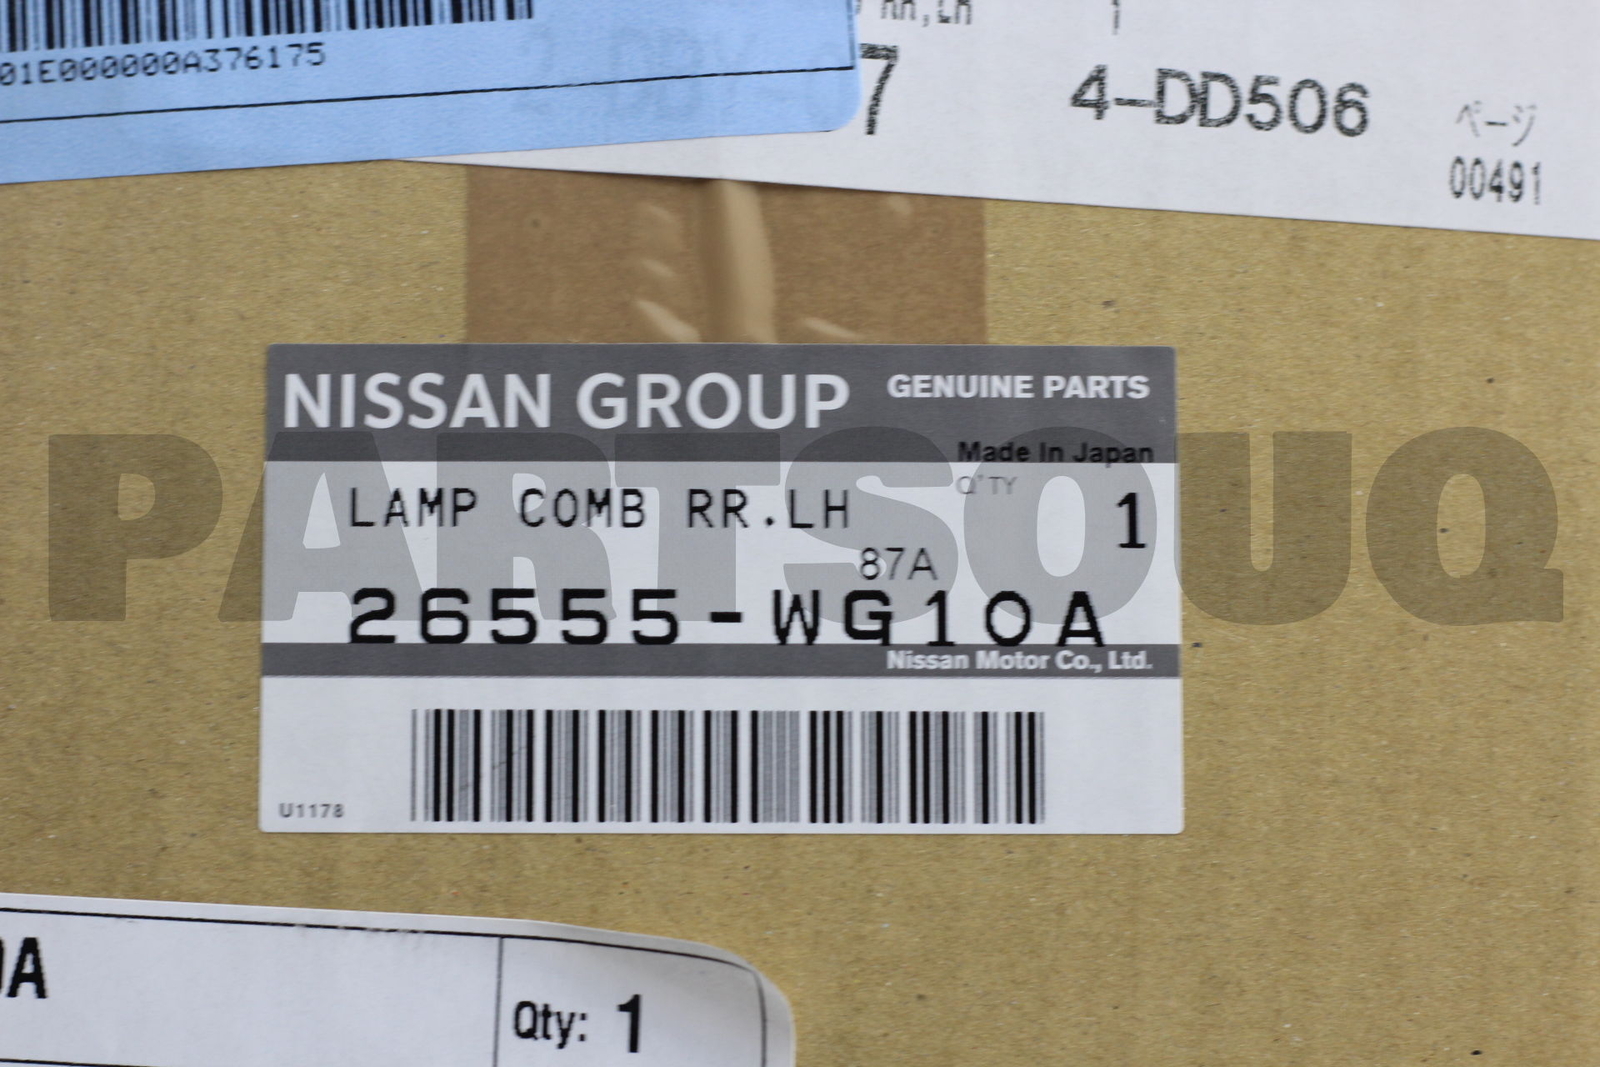 01E000000A376175
RR,LH 1
7 4-DD506
ページ
00491
NISSAN GROUP GENUINE PARTS
Made In Japan
LAMP COMB RR.LH Q'TY 1
87A
26555-WG10A
Nissan Motor Co., Ltd.
U1178
PARTSOUQ
0A
Qty: 1